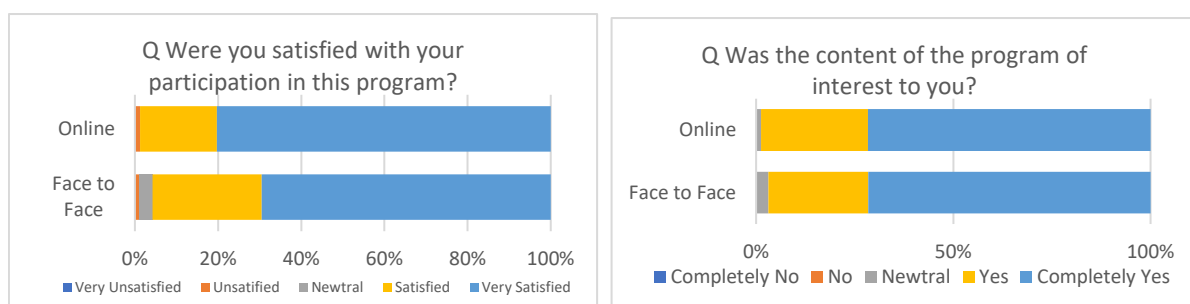 Q Were you satisfied with your
participation in this program?
Online
Face to
Face
0% 20% 40% 60% 80% 100%
Very Unsatisfied Unsatified Newtral Satisfied Very Satisfied
Q Was the content of the program of
interest to you?
Online
Face to Face
0% 50% 100%
Completely No No Newtral Yes Completely Yes